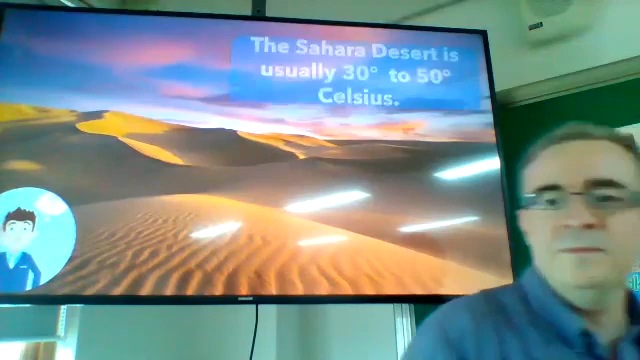 The Sahara Desert is
usually 30° to 50°
Celsius.